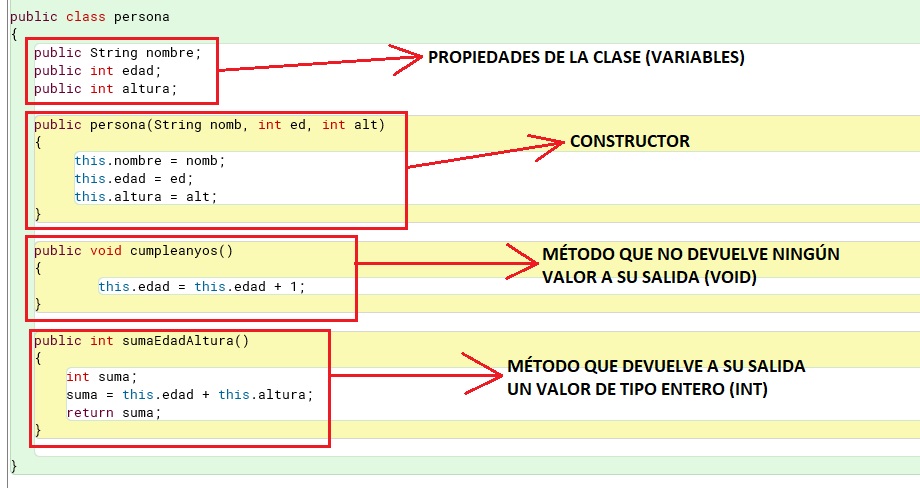 public class persona
{
public String nombre;
public int edad;
public int altura;
PROPIEDADES DE LA CLASE (VARIABLES)
public persona(String nomb, int ed, int alt)
{
this.nombre = nomb;
this.edad = ed;
this.altura = alt;
}
CONSTRUCTOR
public void cumpleanyos()
{
this.edad = this.edad + 1;
}
MÉTODO QUE NO DEVUELVE NINGÚN
VALOR A SU SALIDA (VOID)
public int sumaEdadAltura()
{
int suma;
suma = this.edad + this.altura;
return suma;
}
MÉTODO QUE DEVUELVE A SU SALIDA
UN VALOR DE TIPO ENTERO (INT)
}